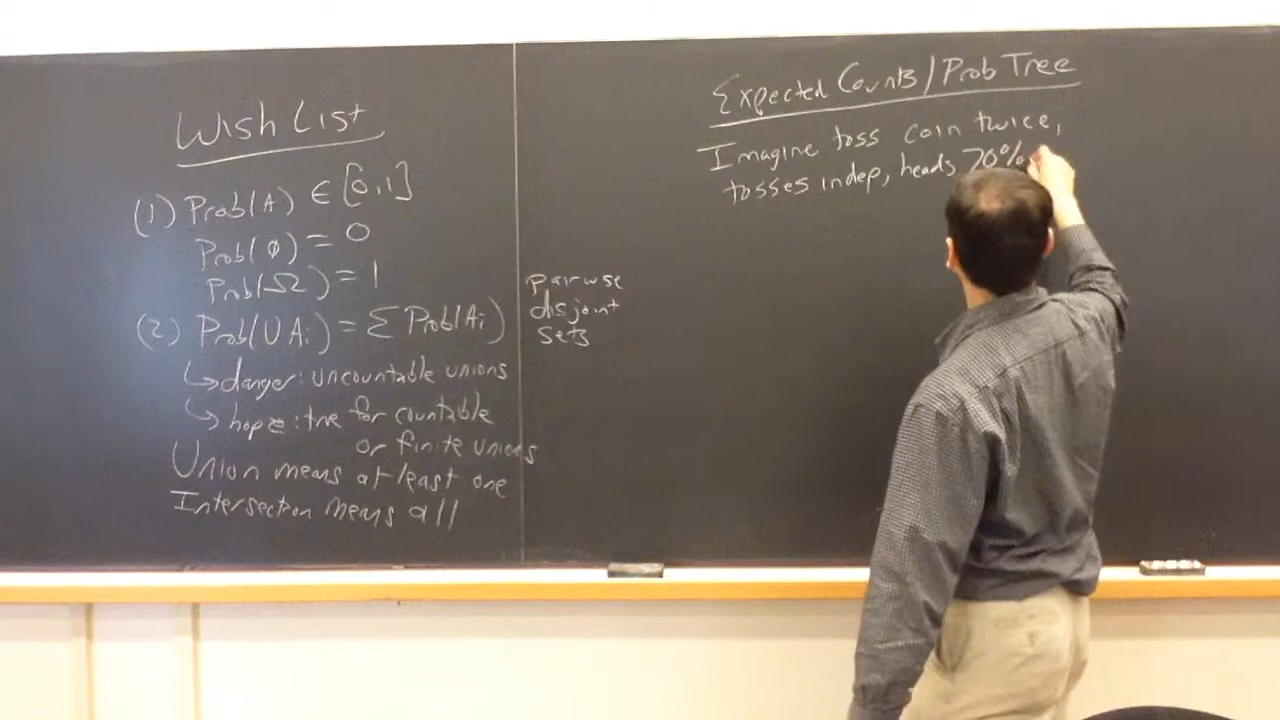 Wish List
(1) Prob(A) ∈ [0,1]
Prob(∅) = 0
Prob(Ω) = 1
(2) Prob(∪Ai) = Σ Prob(Ai)
pairwse
disjoint
sets
↳ danger: uncountable unions
↳ hope: true for countable
or finite unions
Union means at least one
Intersection means all
Expected Counts/Prob Tree
Imagine toss coin twice,
tosses indep, heads 70%